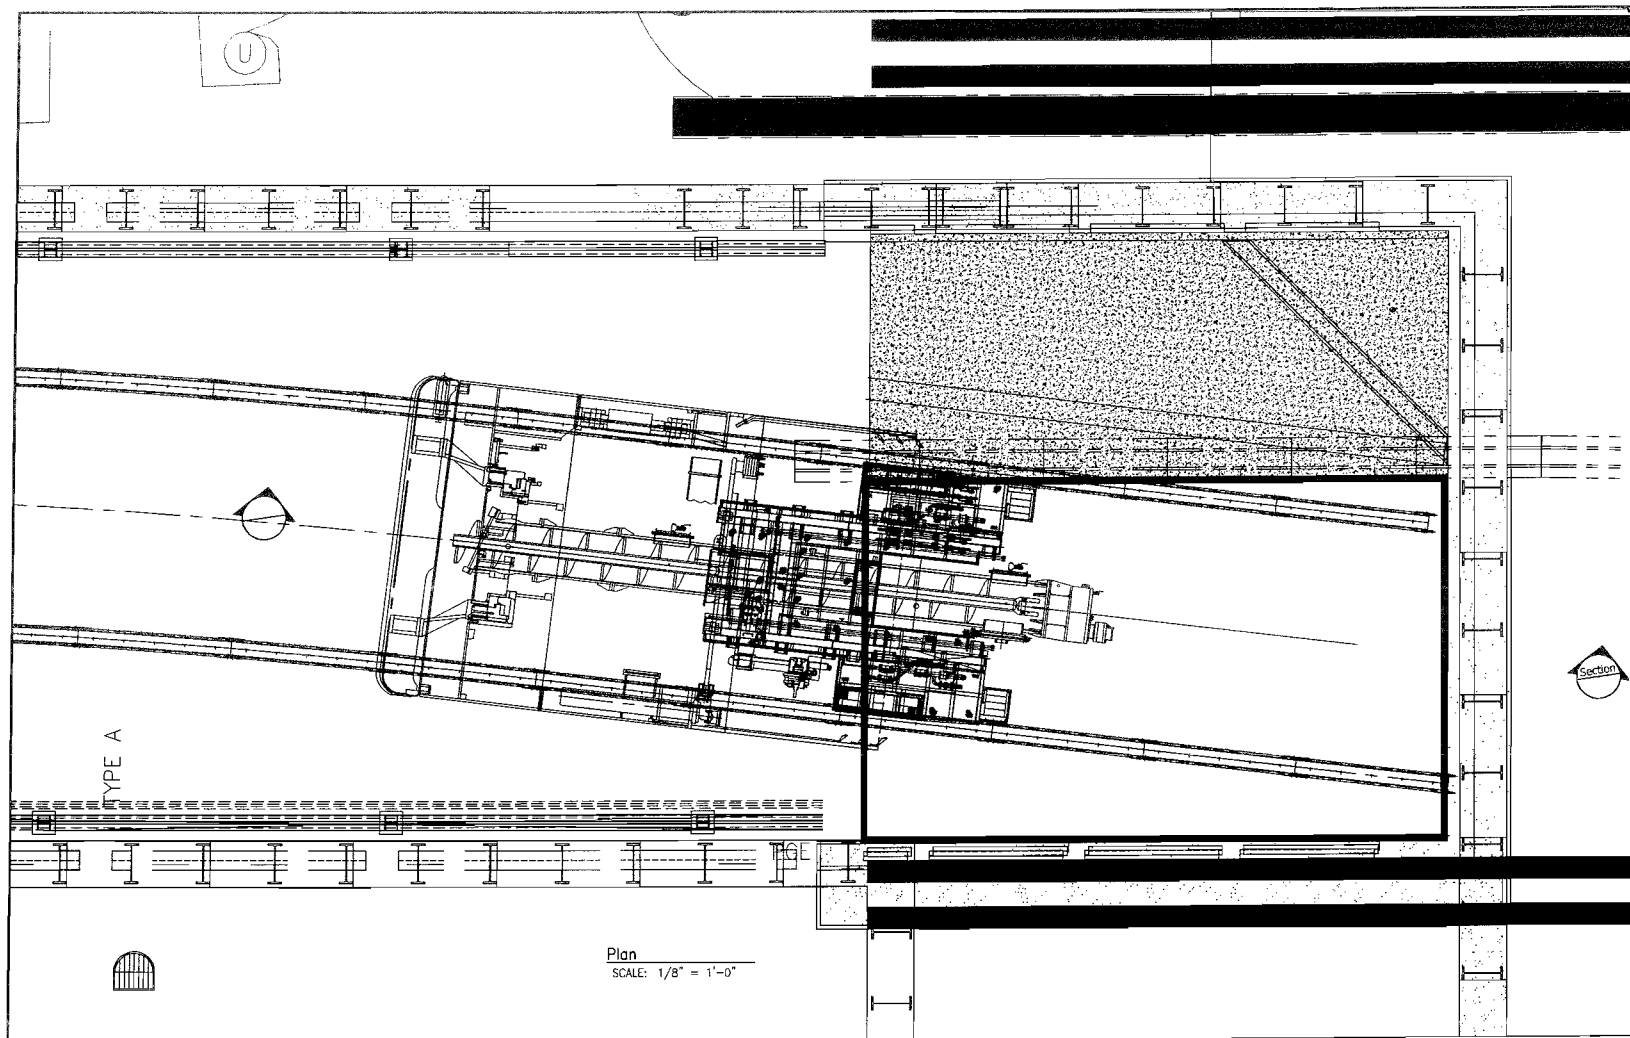 U
Section
TYPE A
Plan
SCALE: 1/8" = 1'-0"